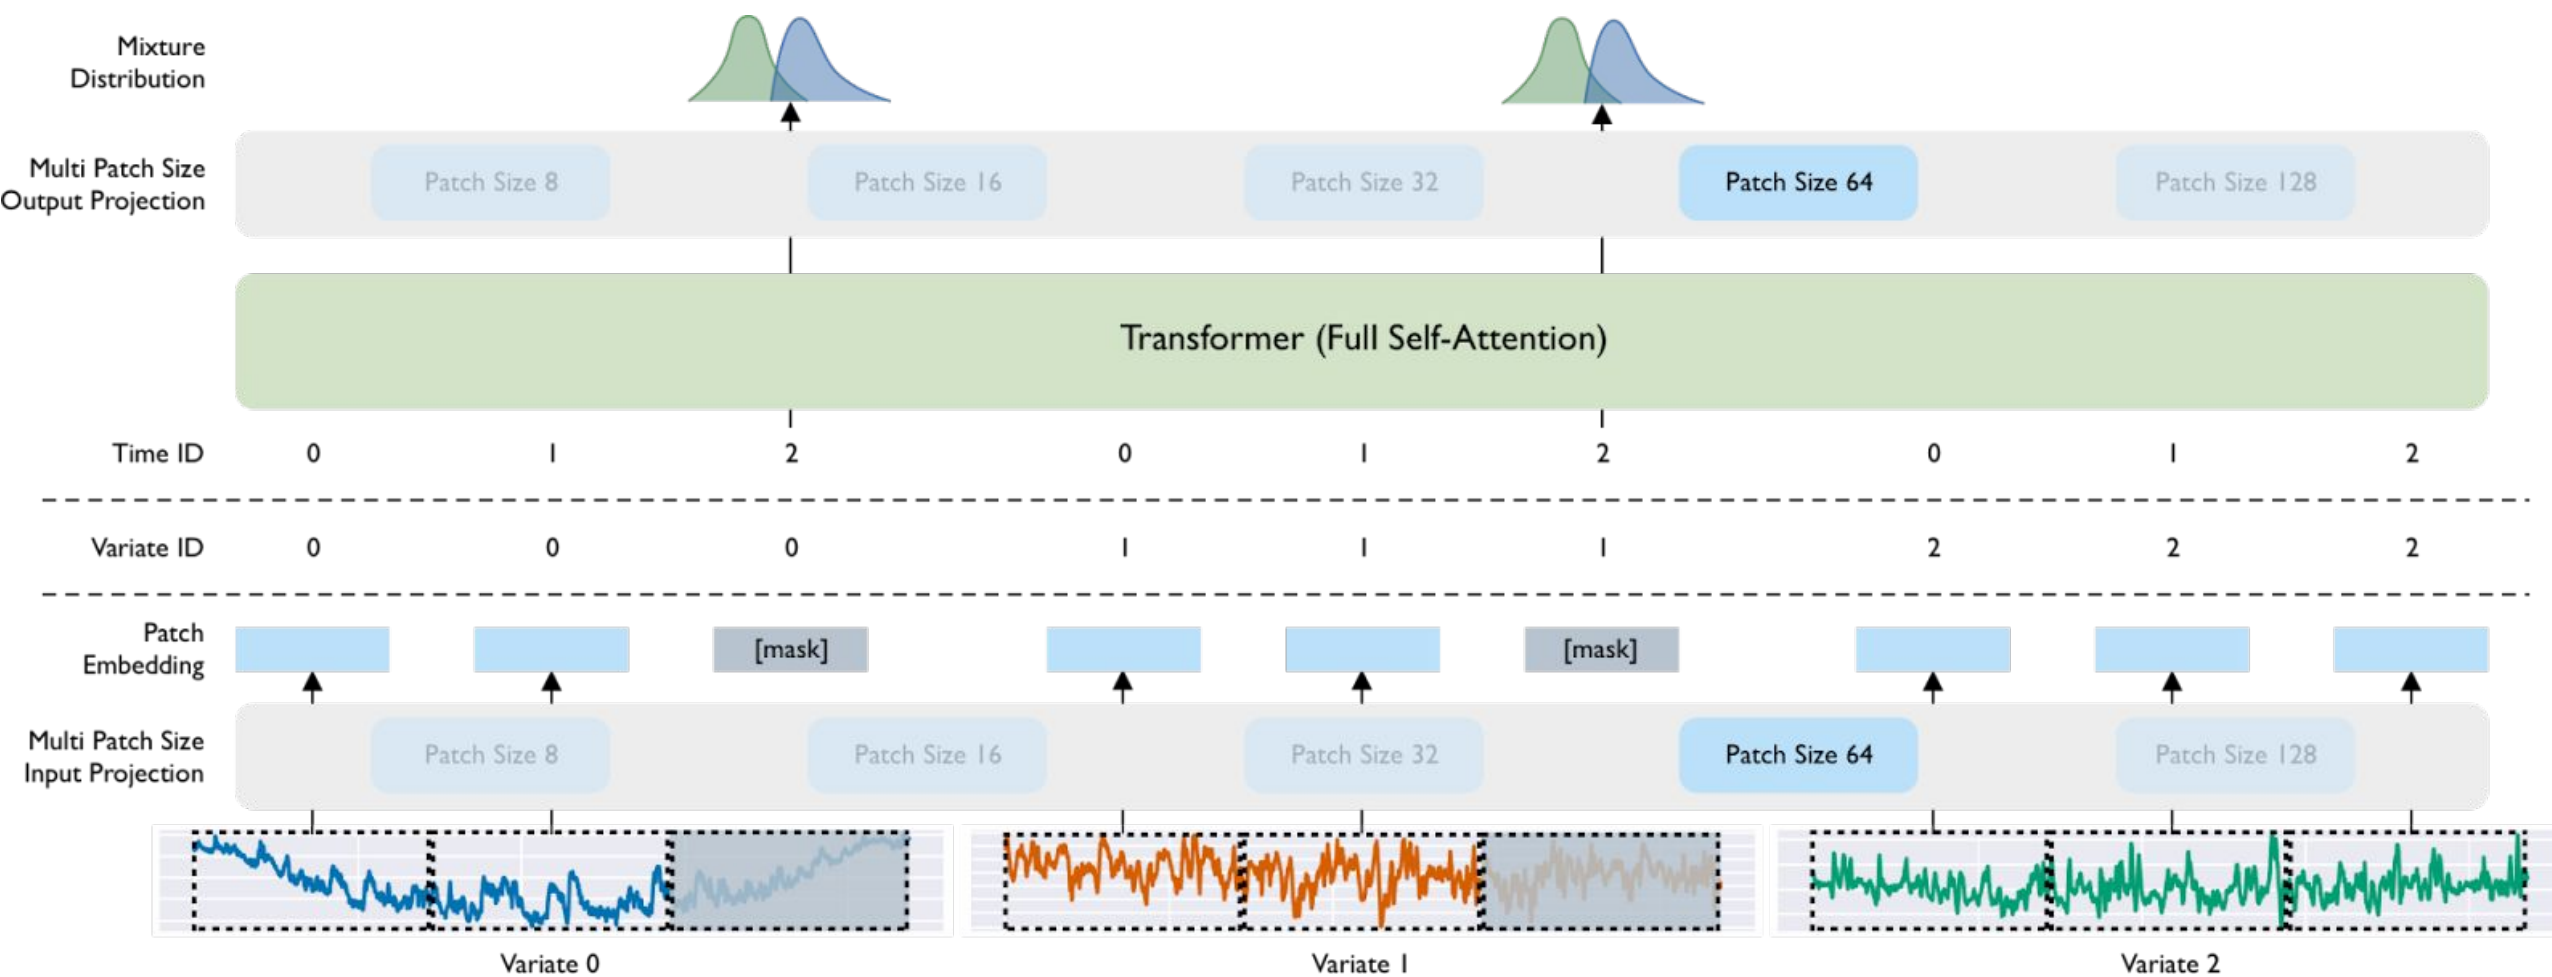 Mixture
Distribution
Multi Patch Size
Output Projection
Patch Size 8
Patch Size 16
Patch Size 32
Patch Size 64
Patch Size 128
Transformer (Full Self-Attention)
Time ID 0 1 2 0 1 2 0 1 2
Variate ID 0 0 0 1 1 1 2 2 2
Patch
Embedding
[mask]
[mask]
Multi Patch Size
Input Projection
Patch Size 8
Patch Size 16
Patch Size 32
Patch Size 64
Patch Size 128
Variate 0
Variate 1
Variate 2